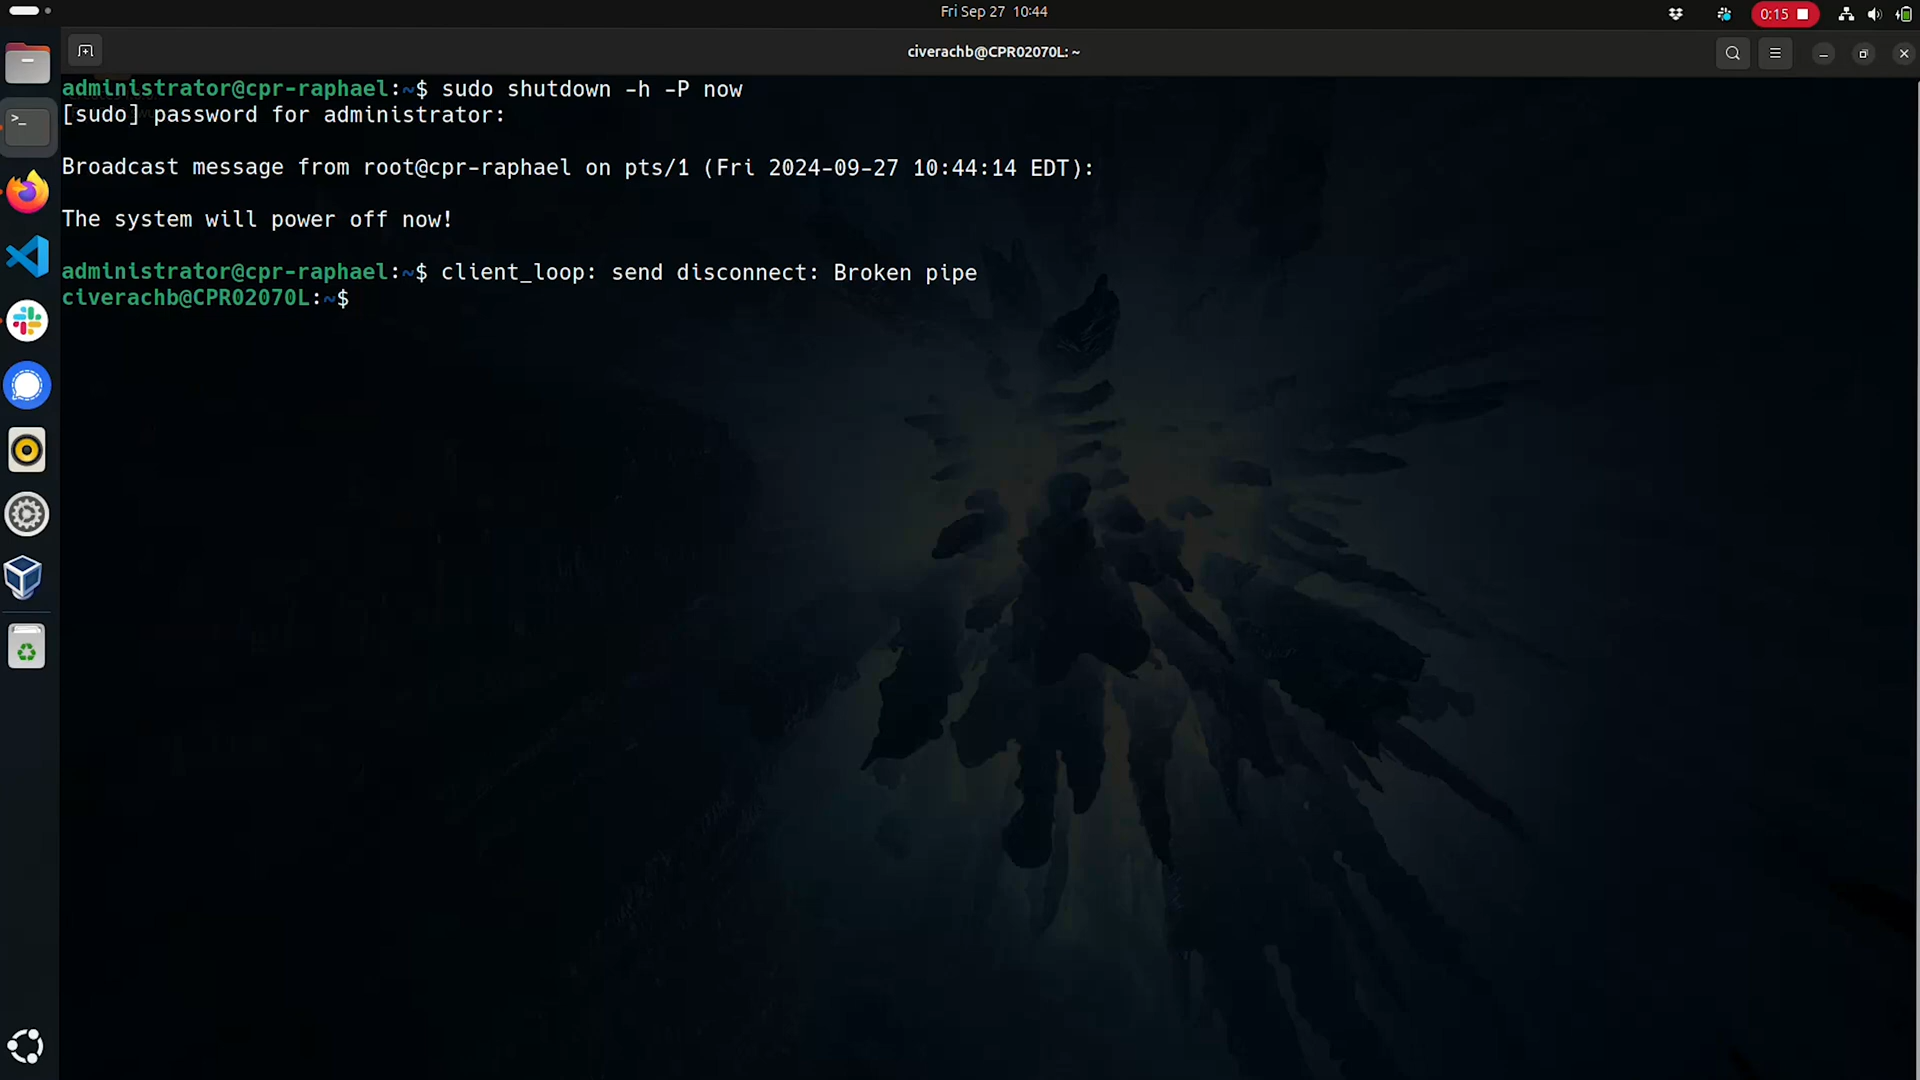 Fri Sep 27 10:44
0:15
civerachb@CPR02070L: ~
administrator@cpr-raphael:~$ sudo shutdown -h -P now
[sudo] password for administrator:
Broadcast message from root@cpr-raphael on pts/1 (Fri 2024-09-27 10:44:14 EDT):
The system will power off now!
administrator@cpr-raphael:~$ client_loop: send disconnect: Broken pipe
civerachb@CPR02070L:~$